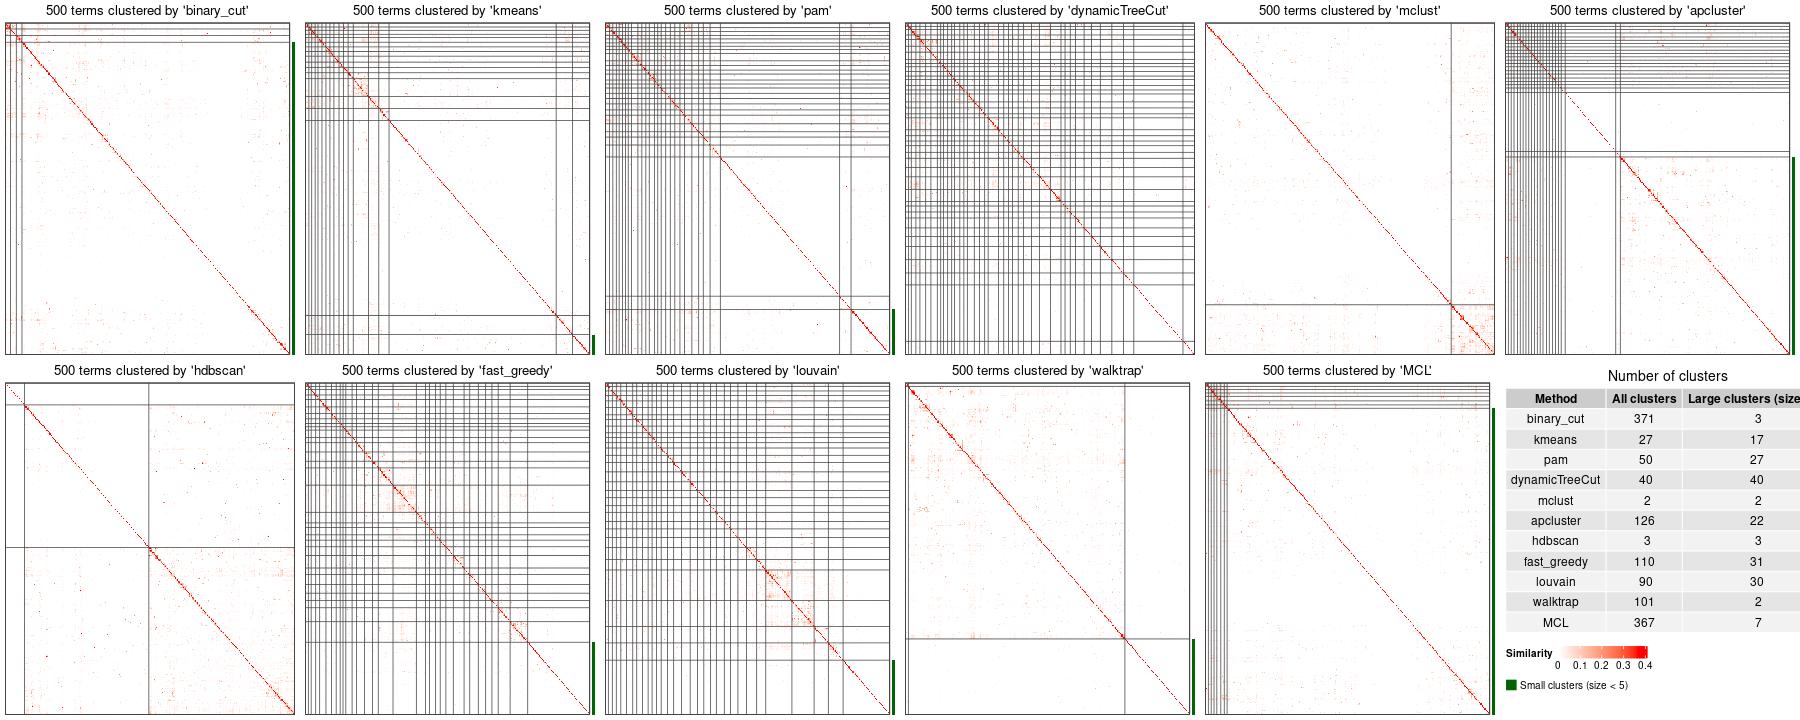 500 terms clustered by 'binary_cut'
500 terms clustered by 'kmeans'
500 terms clustered by 'pam'
500 terms clustered by 'dynamicTreeCut'
500 terms clustered by 'mclust'
500 terms clustered by 'apcluster'
500 terms clustered by 'hdbscan'
500 terms clustered by 'fast_greedy'
500 terms clustered by 'louvain'
500 terms clustered by 'walktrap'
500 terms clustered by 'MCL'
Number of clusters
Method All clusters Large clusters (size
binary_cut 371 3
kmeans 27 17
pam 50 27
dynamicTreeCut 40 40
mclust 2 2
apcluster 126 22
hdbscan 3 3
fast_greedy 110 31
louvain 90 30
walktrap 101 2
MCL 367 7
Similarity
0 0.1 0.2 0.3 0.4
Small clusters (size < 5)